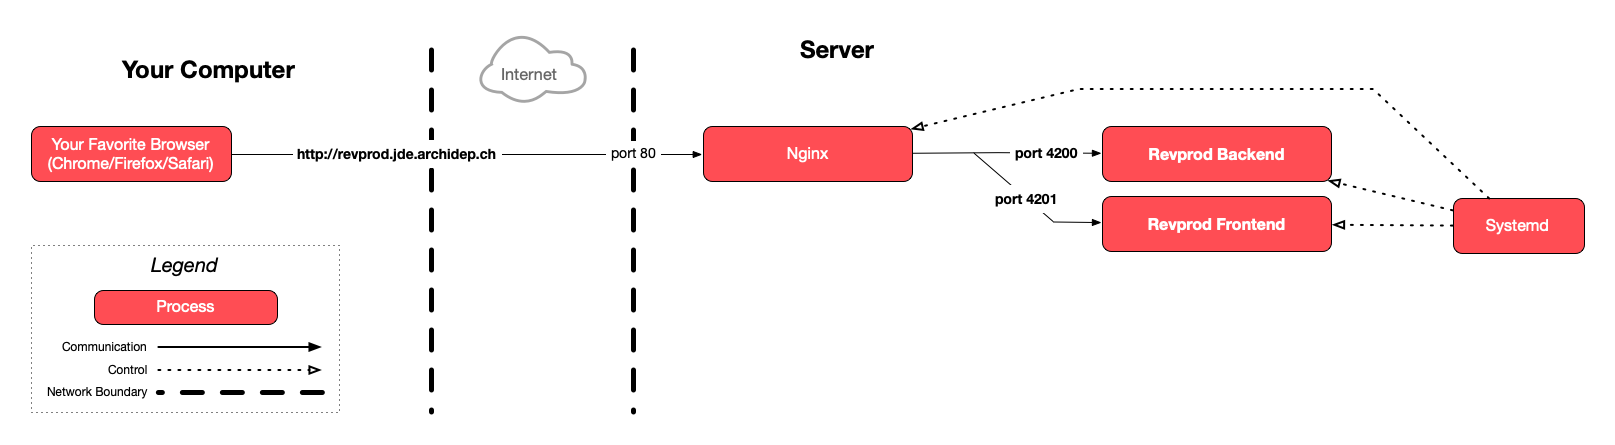 Your Computer
Internet
Server
Your Favorite Browser
(Chrome/Firefox/Safari)
http://revprod.jde.archidep.ch
port 80
Nginx
port 4200
Revprod Backend
port 4201
Revprod Frontend
Systemd
Legend
Process
Communication
Control
Network Boundary